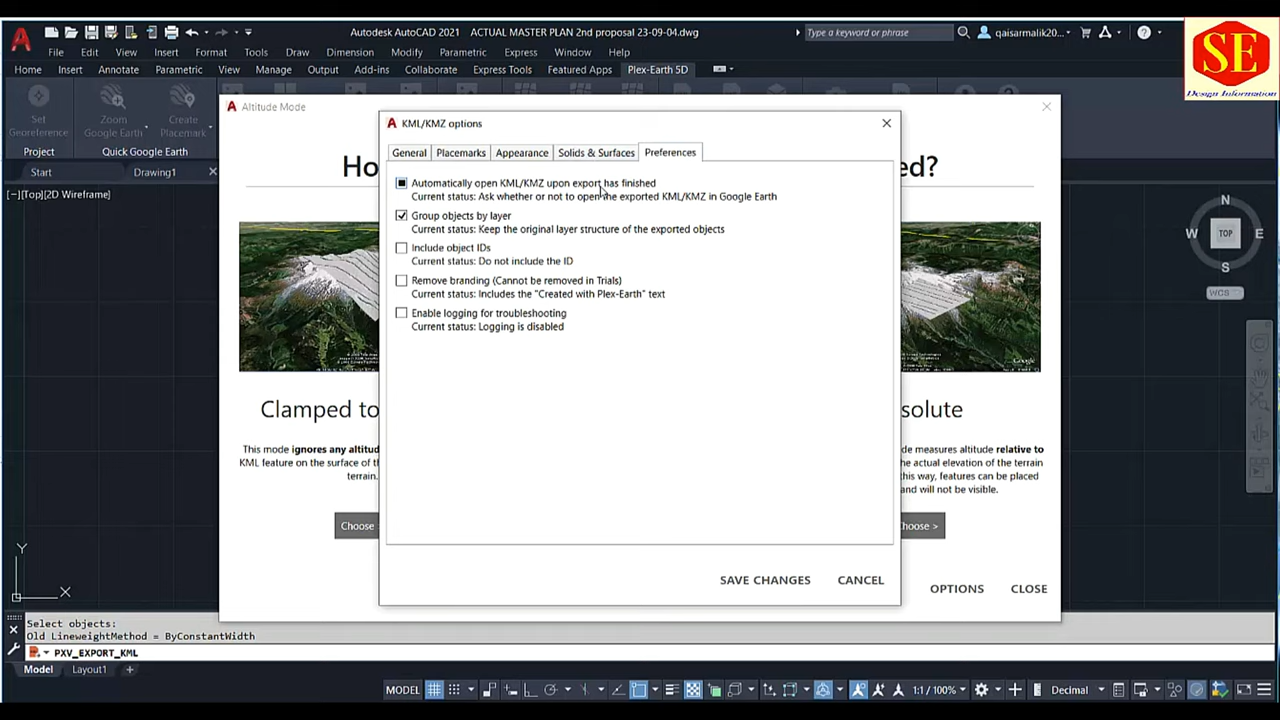 Autodesk AutoCAD 2021 ACTUAL MASTER PLAN 2nd proposal 23-09-04.dwg
Type a keyword or phrase
qaisarmalik20...
SE
Design Information
File Edit View Insert Format Tools Draw Dimension Modify Parametric Express Window Help
Home Insert Annotate Parametric View Manage Output Add-ins Collaborate Express Tools Featured Apps Plex-Earth 5D
Set
Georeference
Zoom
Google Earth
Create
Placemark
Project
Quick Google Earth
Start
Drawing1
[−][Top][2D Wireframe]
Altitude Mode
KML/KMZ options
General Placemarks Appearance Solids & Surfaces Preferences
Automatically open KML/KMZ upon export has finished
Current status: Ask whether or not to open the exported KML/KMZ in Google Earth
Group objects by layer
Current status: Keep the original layer structure of the exported objects
Include object IDs
Current status: Do not include the ID
Remove branding (Cannot be removed in Trials)
Current status: Includes the "Created with Plex-Earth" text
Enable logging for troubleshooting
Current status: Logging is disabled
SAVE CHANGES CANCEL
Ho
ed?
Google
Clamped to
solute
This mode ignores any altitud
KML feature on the surface of th
terrain.
e measures altitude relative to
he actual elevation of the terrain
this way, features can be placed
and will not be visible.
Choose
Choose >
OPTIONS CLOSE
N
W TOP E
S
WCS
Y
X
Select objects:
Old LineweightMethod = ByConstantWidth
PXV_EXPORT_KML
Model Layout1 +
MODEL 1:1 / 100% Decimal